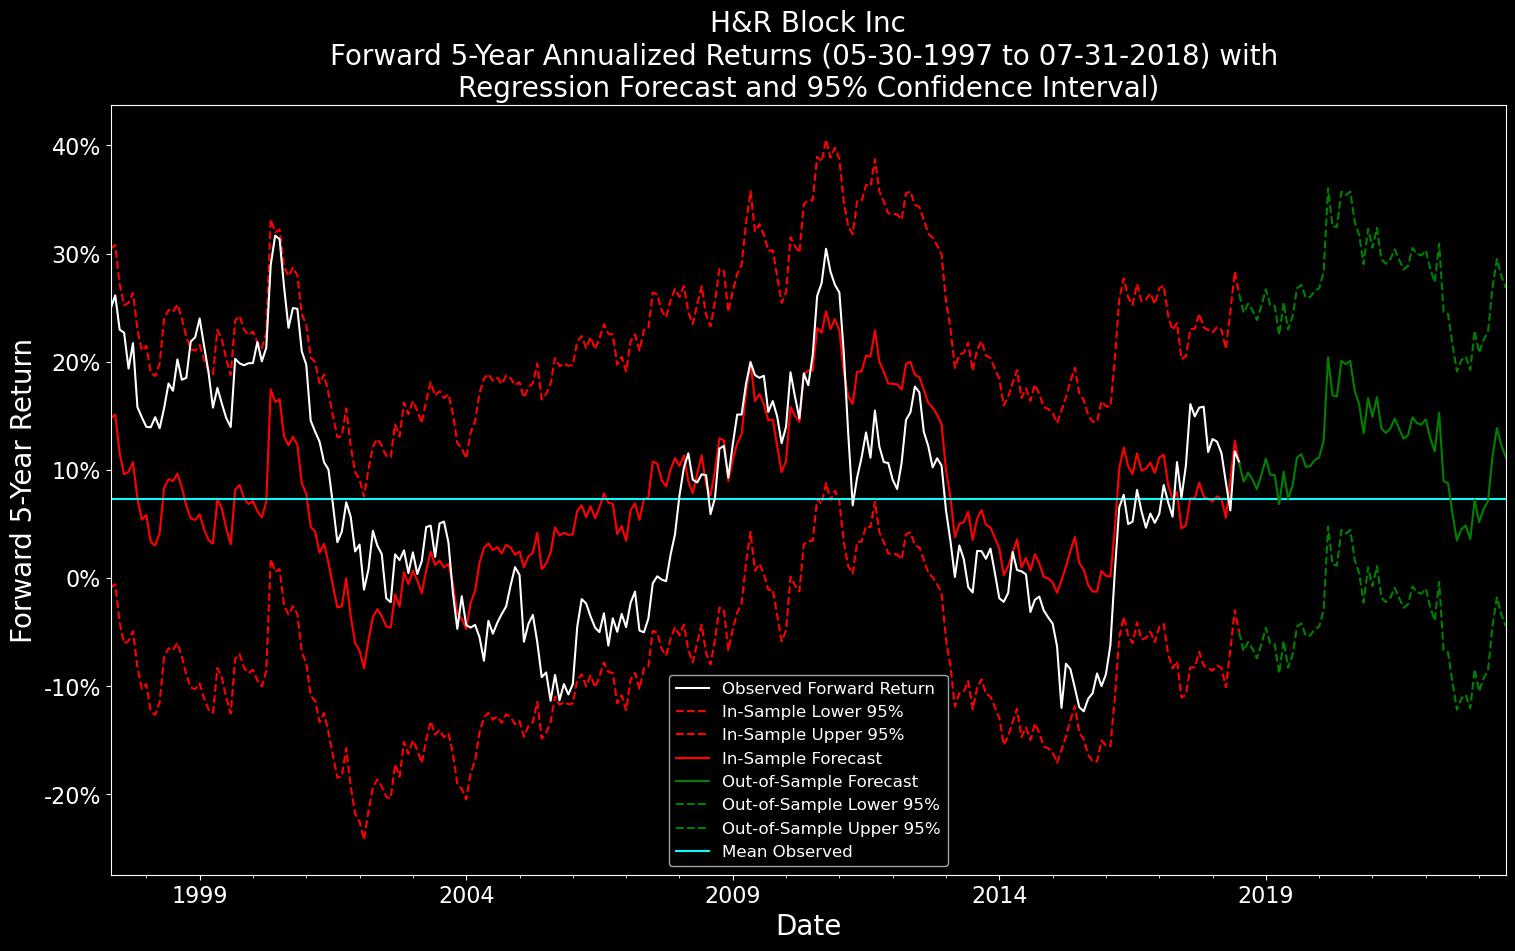 H&R Block Inc
Forward 5-Year Annualized Returns (05-30-1997 to 07-31-2018) with
Regression Forecast and 95% Confidence Interval)
Forward 5-Year Return
40%
30%
20%
10%
0%
-10%
-20%
Observed Forward Return
In-Sample Lower 95%
In-Sample Upper 95%
In-Sample Forecast
Out-of-Sample Forecast
Out-of-Sample Lower 95%
Out-of-Sample Upper 95%
Mean Observed
1999 2004 2009 2014 2019
Date